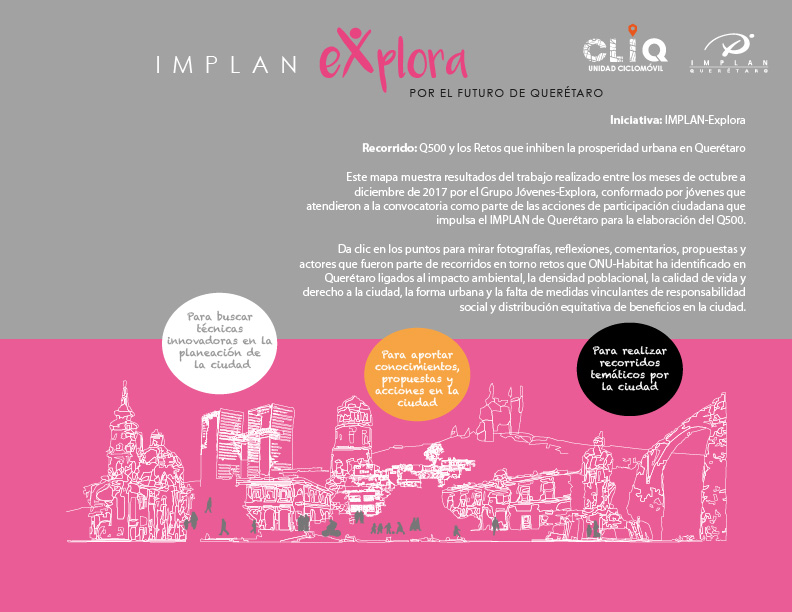 IMPLAN eXplora
POR EL FUTURO DE QUERÉTARO
CLIQ
UNIDAD CICLOMÓVIL
IMPLAN
QUERÉTARO
Iniciativa: IMPLAN-Explora
Recorrido: Q500 y los Retos que inhiben la prosperidad urbana en Querétaro
Este mapa muestra resultados del trabajo realizado entre los meses de octubre a
diciembre de 2017 por el Grupo Jóvenes-Explora, conformado por jóvenes que
atendieron a la convocatoria como parte de las acciones de participación ciudadana que
impulsa el IMPLAN de Querétaro para la elaboración del Q500.
Da clic en los puntos para mirar fotografías, reflexiones, comentarios, propuestas y
actores que fueron parte de recorridos en torno retos que ONU-Habitat ha identificado en
Querétaro ligados al impacto ambiental, la densidad poblacional, la calidad de vida y
derecho a la ciudad, la forma urbana y la falta de medidas vinculantes de responsabilidad
social y distribución equitativa de beneficios en la ciudad.
Para buscar
técnicas
innovadoras en la
planeación de
la ciudad
Para aportar
conocimientos,
propuestas y
acciones en la
ciudad
Para realizar
recorridos
temáticos por
la ciudad